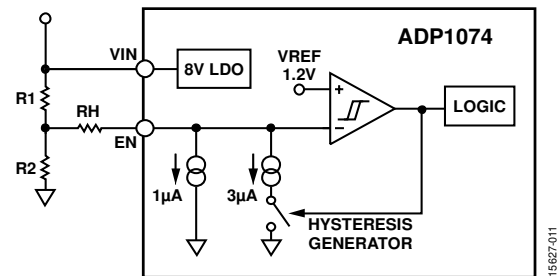 ADP1074
VIN
8V LDO
VREF
1.2V
R1
RH
EN
+
−
LOGIC
R2
1µA
3µA
HYSTERESIS
GENERATOR
15627-011